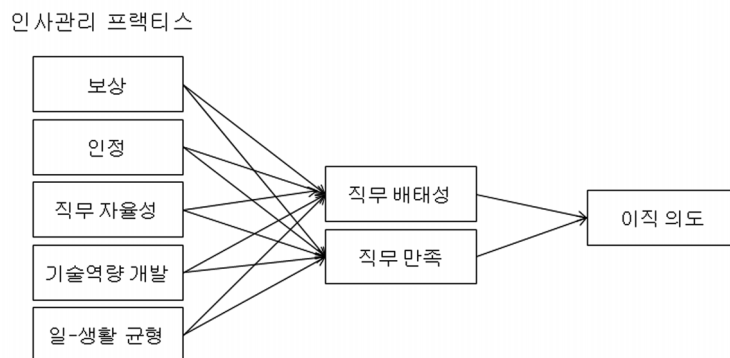 인사관리 프랙티스
보상
인정
직무 자율성
기술역량 개발
일-생활 균형
직무 배태성
직무 만족
이직 의도